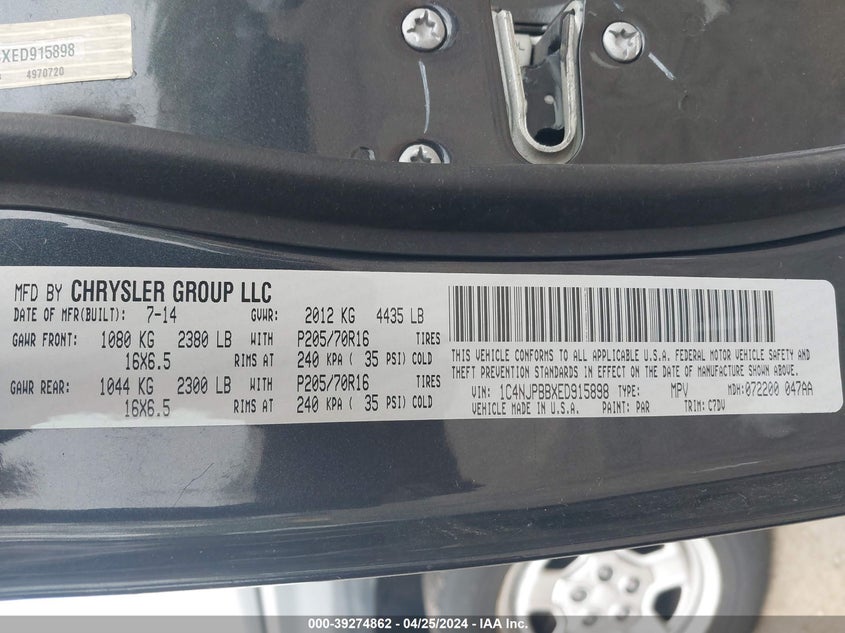 XED915898
4970720
MFD BY CHRYSLER GROUP LLC
DATE OF MFR(BUILT): 7-14 GVWR: 2012 KG 4435 LB
GAWR FRONT: 1080 KG 2380 LB WITH P205/70R16 TIRES
16X6.5 RIMS AT 240 KPA ( 35 PSI) COLD
GAWR REAR: 1044 KG 2300 LB WITH P205/70R16 TIRES
16X6.5 RIMS AT 240 KPA ( 35 PSI) COLD
THIS VEHICLE CONFORMS TO ALL APPLICABLE U.S.A. FEDERAL MOTOR VEHICLE SAFETY AND
THEFT PREVENTION STANDARDS IN EFFECT ON THE DATE OF MANUFACTURE SHOWN ABOVE.
VIN: 1C4NJPBBXED915898 TYPE: MPV MDH: 072200 047AA
VEHICLE MADE IN U.S.A. PAINT: PAR TRIM: C7DV
000-39274862 - 04/25/2024 - IAA Inc.